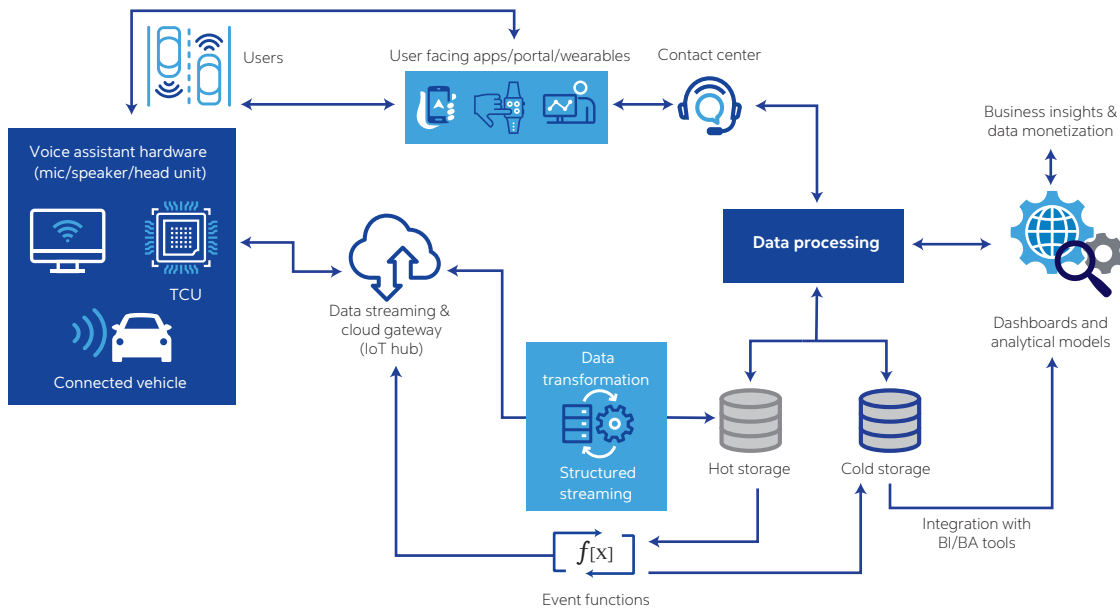 Users
User facing apps/portal/wearables
Contact center
Business insights &
data monetization
Voice assistant hardware
(mic/speaker/head unit)
TCU
Connected vehicle
Data streaming &
cloud gateway
(IoT hub)
Data processing
Dashboards and
analytical models
Data
transformation
Structured
streaming
Hot storage
Cold storage
Integration with
BI/BA tools
f[x]
Event functions